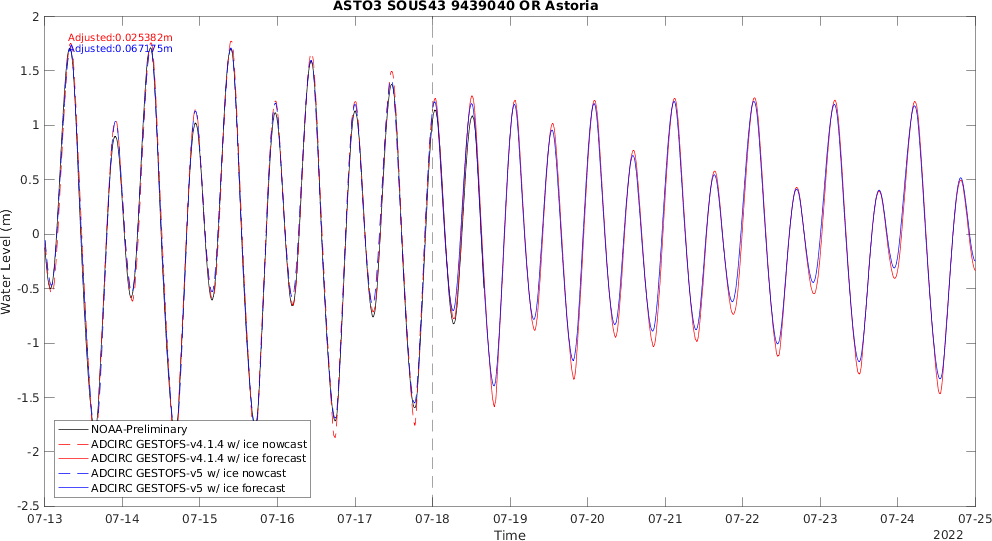 ASTO3 SOUS43 9439040 OR Astoria
Adjusted:0.025382m
Adjusted:0.067175m
2
1.5
1
0.5
0
-0.5
-1
-1.5
-2
-2.5
Water Level (m)
NOAA-Preliminary
ADCIRC GESTOFS-v4.1.4 w/ ice nowcast
ADCIRC GESTOFS-v4.1.4 w/ ice forecast
ADCIRC GESTOFS-v5 w/ ice nowcast
ADCIRC GESTOFS-v5 w/ ice forecast
07-13 07-14 07-15 07-16 07-17 07-18 07-19 07-20 07-21 07-22 07-23 07-24 07-25
Time
2022